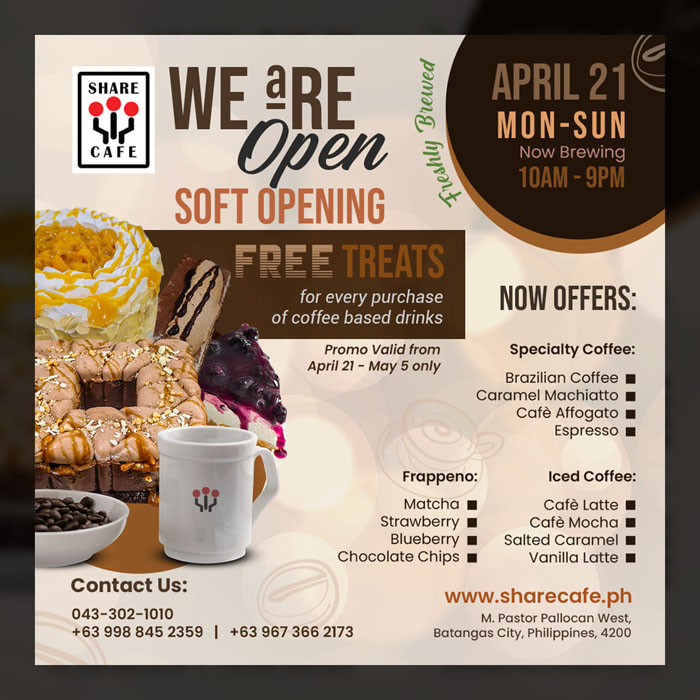 SHARE
CAFE
WE aRE
Open
SOFT OPENING
Freshly Brewed
APRIL 21
MON-SUN
Now Brewing
10AM - 9PM
FREE TREATS
for every purchase
of coffee based drinks
Promo Valid from
April 21 - May 5 only
NOW OFFERS:
Specialty Coffee:
Brazilian Coffee
Caramel Machiatto
Cafè Affogato
Espresso
Frappeno:
Matcha
Strawberry
Blueberry
Chocolate Chips
Iced Coffee:
Cafè Latte
Cafè Mocha
Salted Caramel
Vanilla Latte
Contact Us:
043-302-1010
+63 998 845 2359 | +63 967 366 2173
www.sharecafe.ph
M. Pastor Pallocan West,
Batangas City, Philippines, 4200